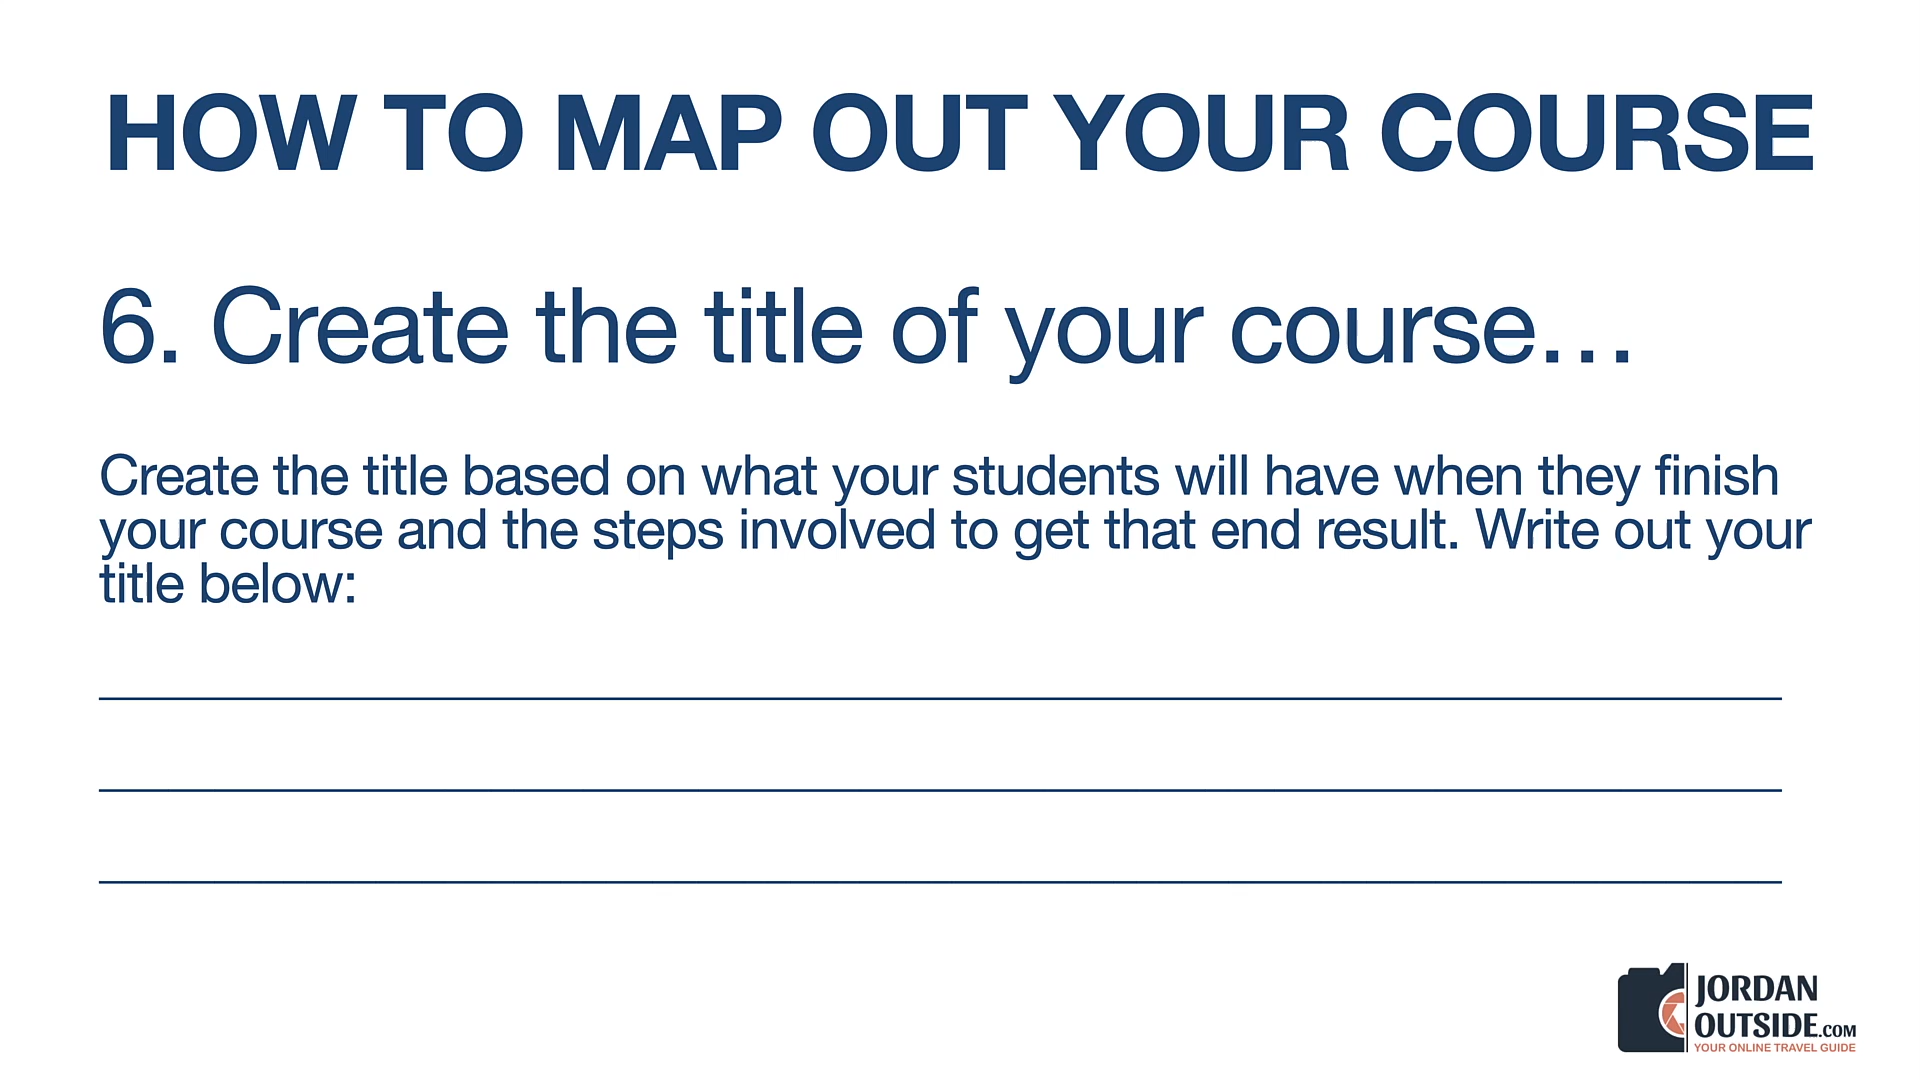 HOW TO MAP OUT YOUR COURSE
6. Create the title of your course…
Create the title based on what your students will have when they finish
your course and the steps involved to get that end result. Write out your
title below:
JORDAN
OUTSIDE.COM
YOUR ONLINE TRAVEL GUIDE